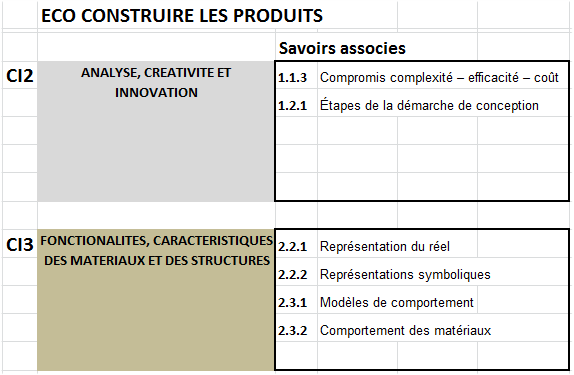 ECO CONSTRUIRE LES PRODUITS
Savoirs associes
CI2
ANALYSE, CREATIVITE ET
INNOVATION
1.1.3 Compromis complexité – efficacité – coût
1.2.1 Étapes de la démarche de conception
CI3
FONCTIONALITES, CARACTERISTIQUES
DES MATERIAUX ET DES STRUCTURES
2.2.1 Représentation du réel
2.2.2 Représentations symboliques
2.3.1 Modèles de comportement
2.3.2 Comportement des matériaux